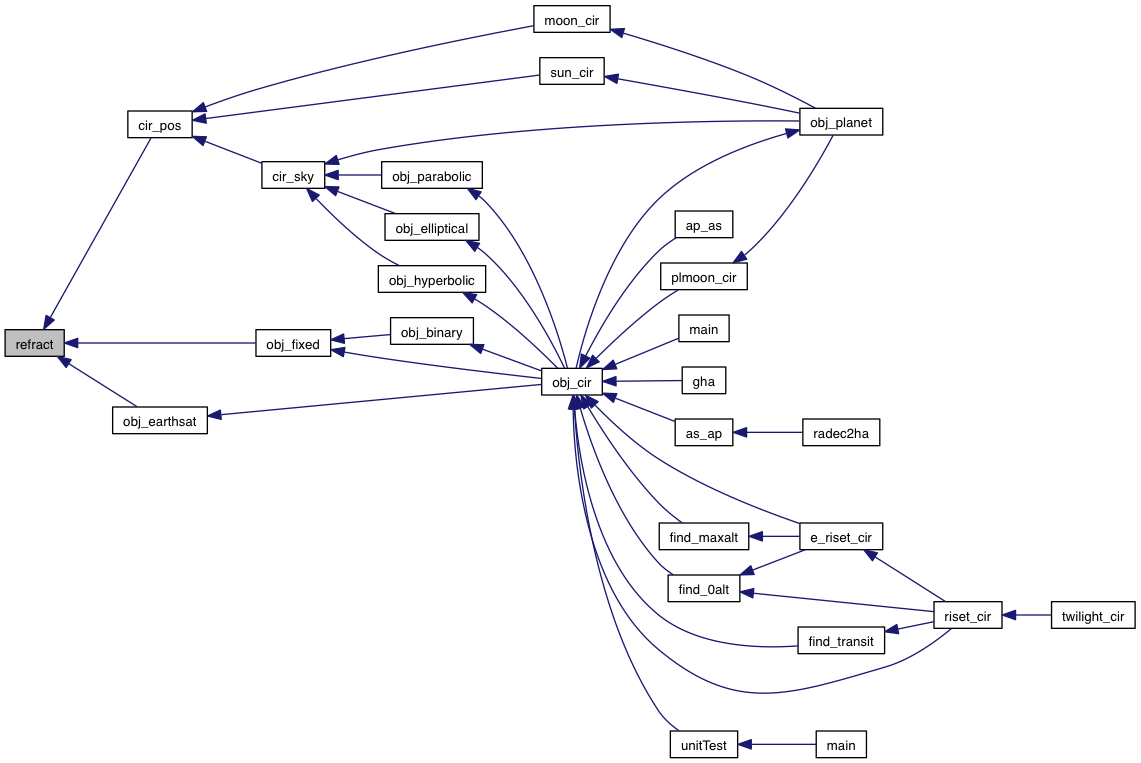 moon_cir
sun_cir
cir_pos
obj_planet
cir_sky
obj_parabolic
obj_elliptical
ap_as
obj_hyperbolic
plmoon_cir
refract
obj_fixed
obj_binary
main
obj_cir
gha
obj_earthsat
as_ap
radec2ha
find_maxalt
e_riset_cir
find_0alt
riset_cir
twilight_cir
find_transit
unitTest
main